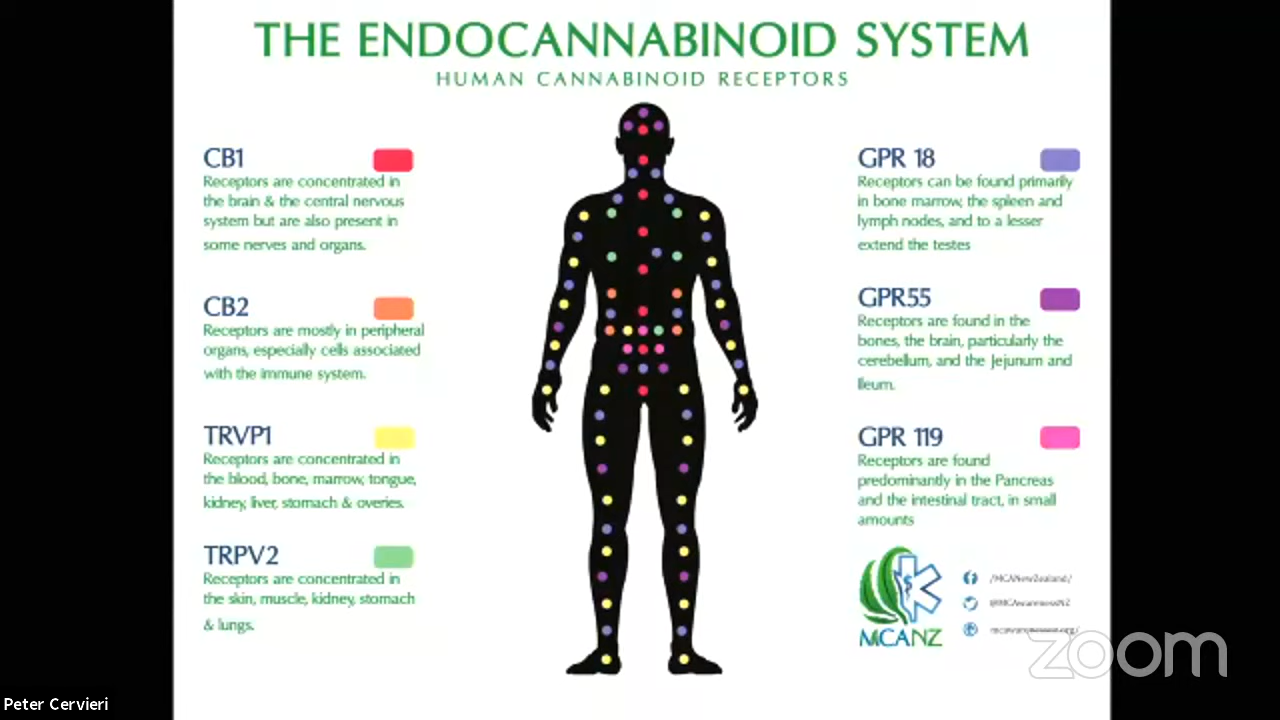 THE ENDOCANNABINOID SYSTEM
HUMAN CANNABINOID RECEPTORS
CB1
Receptors are concentrated in
the brain & the central nervous
system but are also present in
some nerves and organs.
CB2
Receptors are mostly in peripheral
organs, especially cells associated
with the immune system.
TRVP1
Receptors are concentrated in
the blood, bone, marrow, tongue,
kidney, liver, stomach & overies.
TRPV2
Receptors are concentrated in
the skin, muscle, kidney, stomach
& lungs.
GPR 18
Receptors can be found primarily
in bone marrow, the spleen and
lymph nodes, and to a lesser
extend the testes
GPR55
Receptors are found in the
bones, the brain, particularly the
cerebellum, and the Jejunum and
Ileum.
GPR 119
Receptors are found
predominantly in the Pancreas
and the intestinal tract, in small
amounts
MCANZ
/MCANewZealand/
@MCAwarenessNZ
zoom
Peter Cervieri